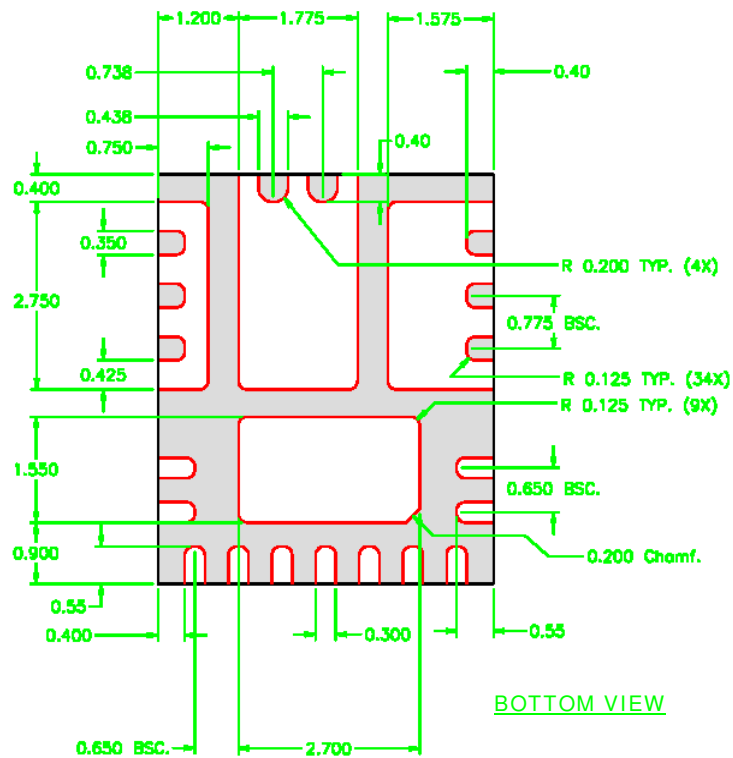 1.200
1.775
1.575
0.738
0.40
0.438
0.40
0.750
0.400
0.350
R 0.200 TYP. (4X)
2.750
0.775 BSC.
0.425
R 0.125 TYP. (34X)
R 0.125 TYP. (9X)
1.550
0.650 BSC.
0.900
0.200 Chamf.
0.55
0.400
0.300
0.55
BOTTOM VIEW
0.650 BSC.
2.700